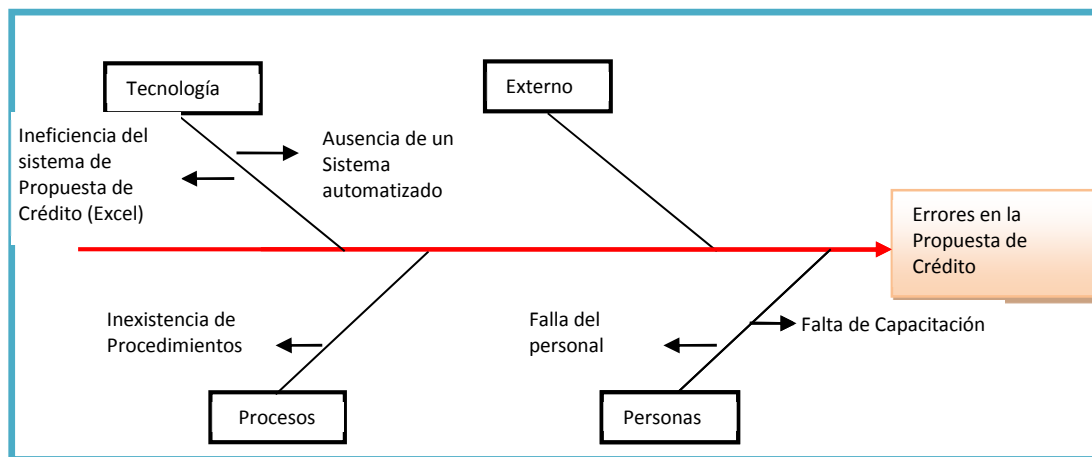 Tecnología
Externo
Ineficiencia del
sistema de
Propuesta de
Crédito (Excel)
Ausencia de un
Sistema
automatizado
Errores en la
Propuesta de
Crédito
Inexistencia de
Procedimientos
Falla del
personal
Falta de Capacitación
Procesos
Personas